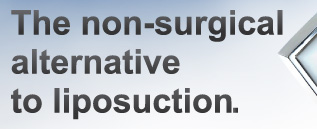 The non-surgical
alternative
to liposuction.